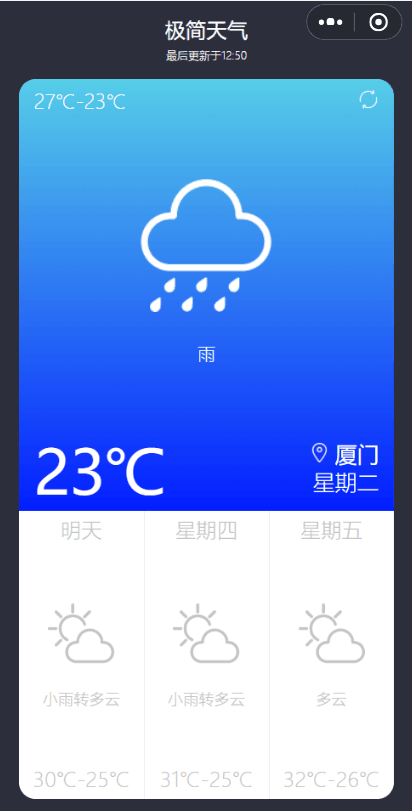 极简天气
最后更新于12:50
27℃-23℃
雨
23℃
厦门
星期二
明天
星期四
星期五
小雨转多云
小雨转多云
多云
30℃-25℃
31℃-25℃
32℃-26℃